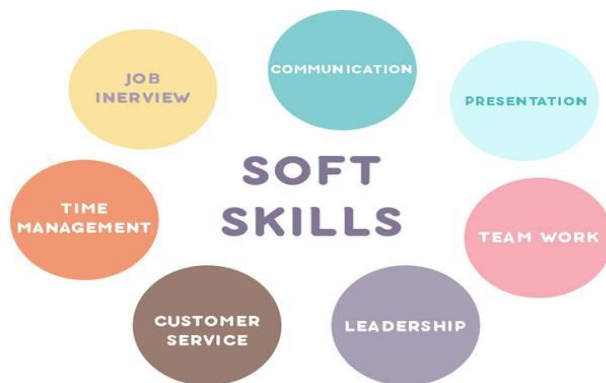 COMMUNICATION
JOB
INERVIEW
PRESENTATION
SOFT
SKILLS
TIME
MANAGEMENT
TEAM WORK
CUSTOMER
SERVICE
LEADERSHIP